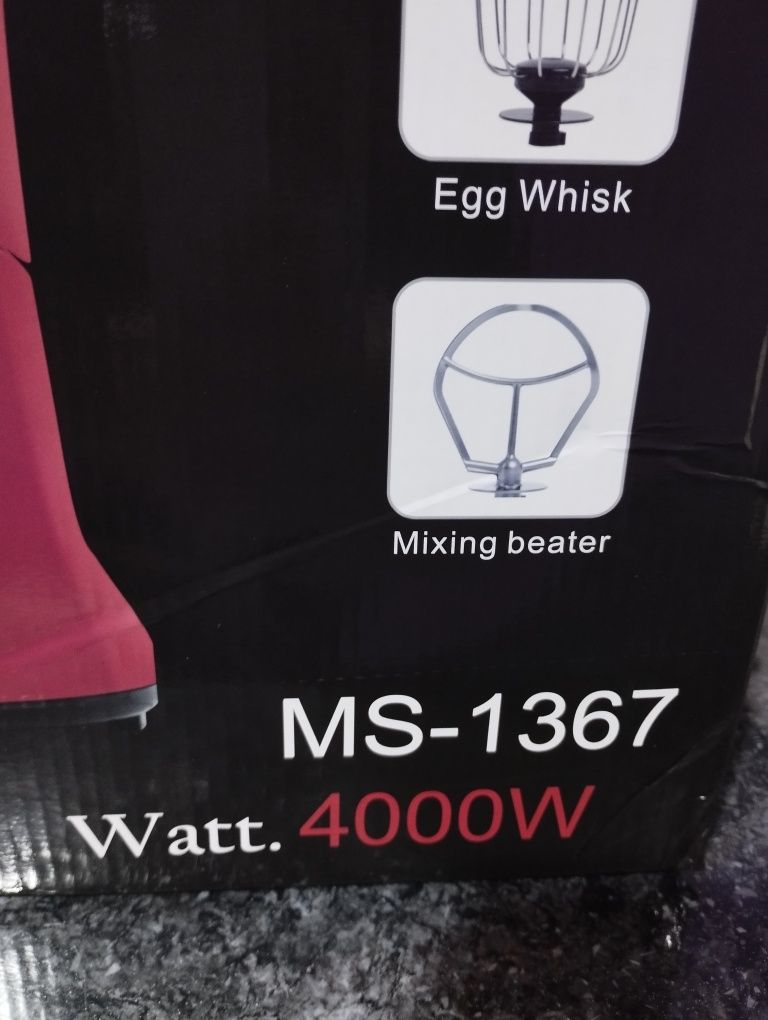 Egg Whisk
Mixing beater
MS-1367
Watt. 4000W